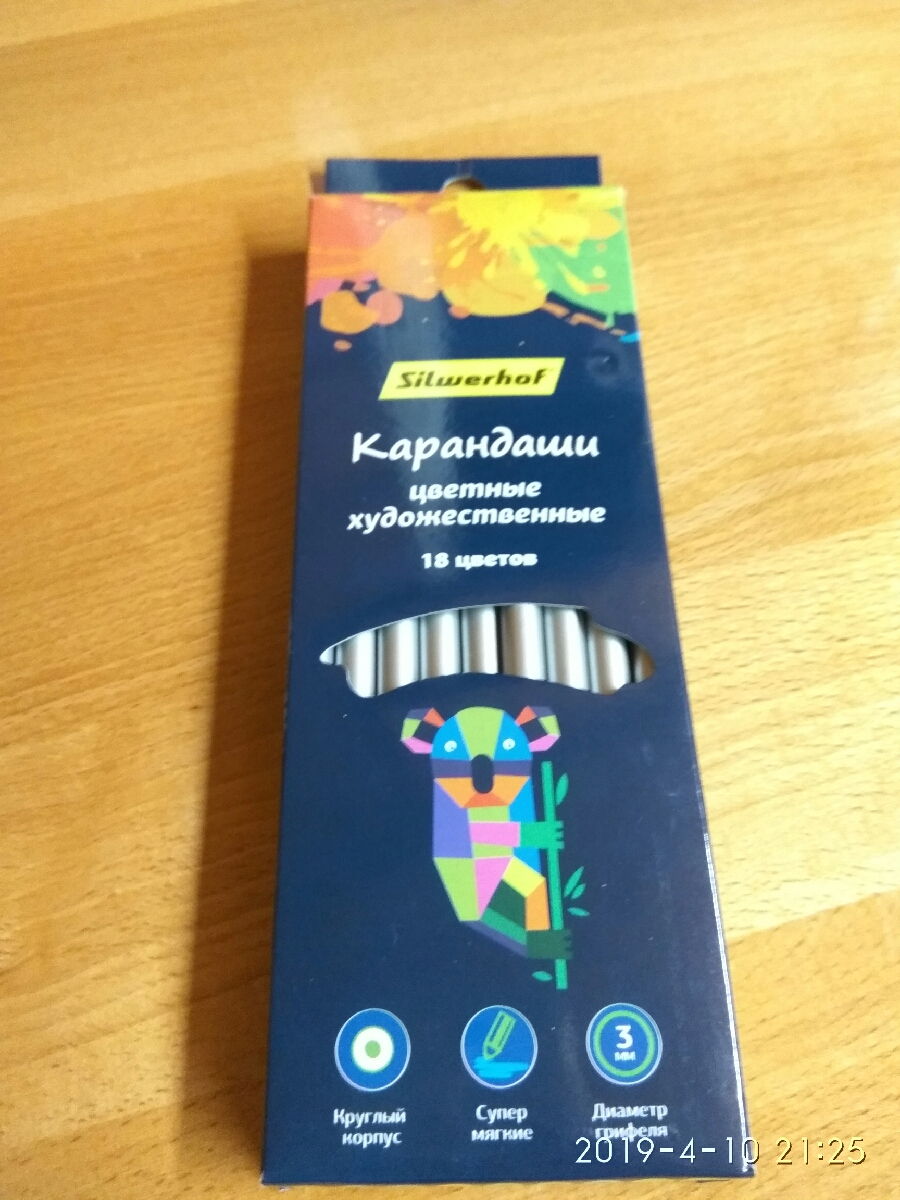 Silwerhof
Карандаши
цветные
художественные
18 цветов
3
мм
Круглый
корпус
Супер
мягкие
Диаметр
грифеля
2019-4-10 21:25